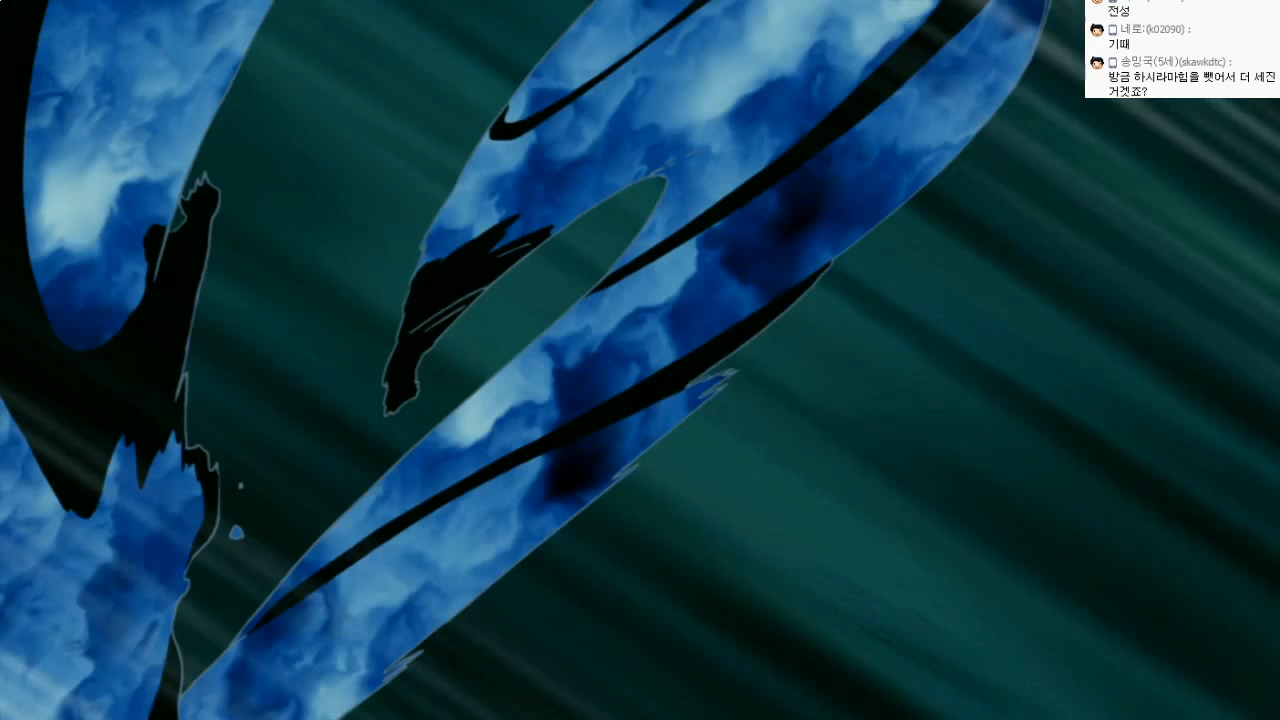 전성
네로:(k02090) :
기때
송밍국(5세)(skawkdtc) :
방금 하시라마힘을 뺏어서 더 세진
거겟죠?